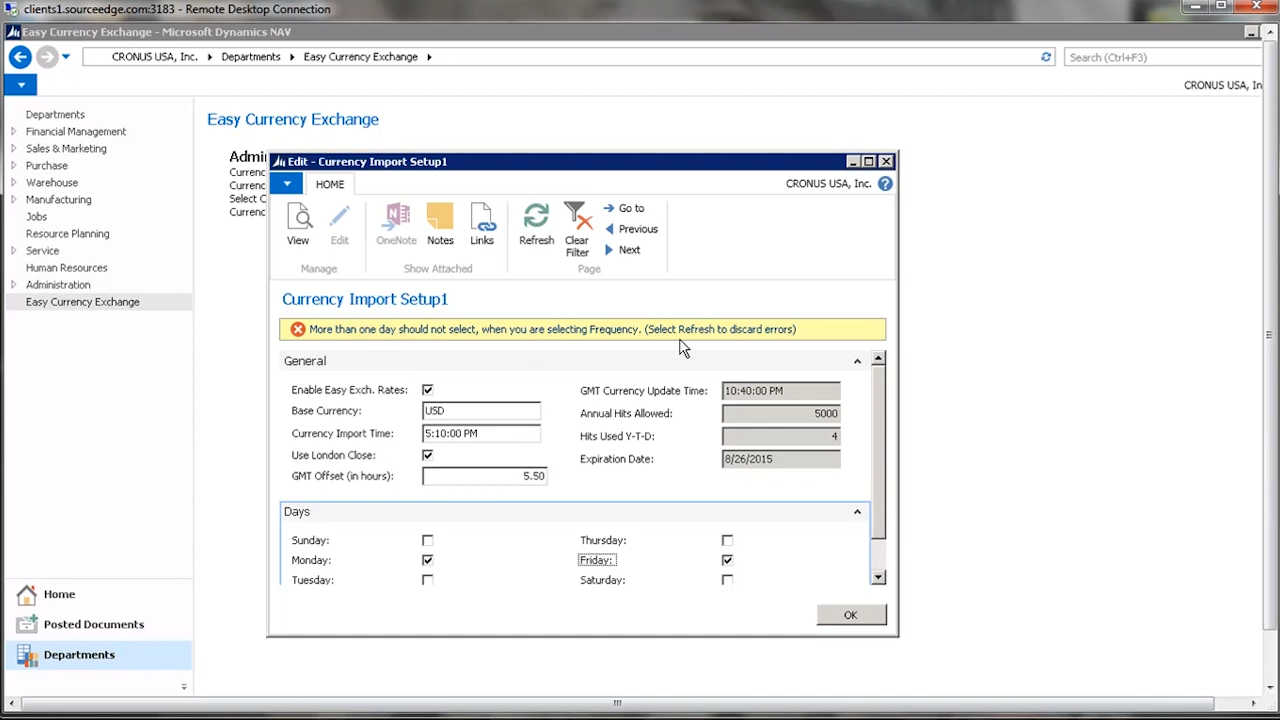 clients1.sourceedge.com:3183 - Remote Desktop Connection
Easy Currency Exchange - Microsoft Dynamics NAV
CRONUS USA, Inc. Departments Easy Currency Exchange
Search (Ctrl+F3)
CRONUS USA, In
Departments
Financial Management
Sales & Marketing
Purchase
Warehouse
Manufacturing
Jobs
Resource Planning
Service
Human Resources
Administration
Easy Currency Exchange
Home
Posted Documents
Departments
Easy Currency Exchange
Admin
Currenc
Currenc
Select C
Currenc
Edit - Currency Import Setup1
HOME
CRONUS USA, Inc.
View
Edit
Manage
OneNote
Notes
Links
Show Attached
Refresh
Clear
Filter
Go to
Previous
Next
Page
Currency Import Setup1
More than one day should not select, when you are selecting Frequency. (Select Refresh to discard errors)
General
Enable Easy Exch. Rates:
Base Currency: USD
Currency Import Time: 5:10:00 PM
Use London Close:
GMT Offset (in hours): 5.50
GMT Currency Update Time: 10:40:00 PM
Annual Hits Allowed: 5000
Hits Used Y-T-D: 4
Expiration Date: 8/26/2015
Days
Sunday:
Monday:
Tuesday:
Thursday:
Friday:
Saturday:
OK